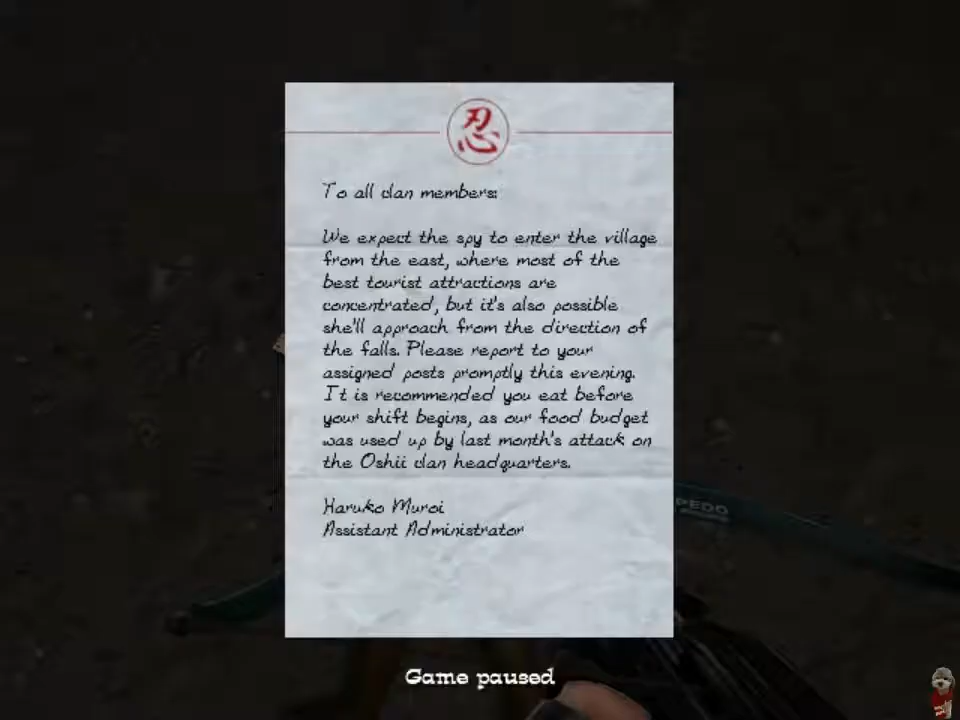 忍
To all clan members:
We expect the spy to enter the village
from the east, where most of the
best tourist attractions are
concentrated, but it's also possible
she'll approach from the direction of
the falls. Please report to your
assigned posts promptly this evening.
It is recommended you eat before
your shift begins, as our food budget
was used up by last month's attack on
the Oshii clan headquarters.
Haruko Muroi
Assistant Administrator
PEDO
Game paused